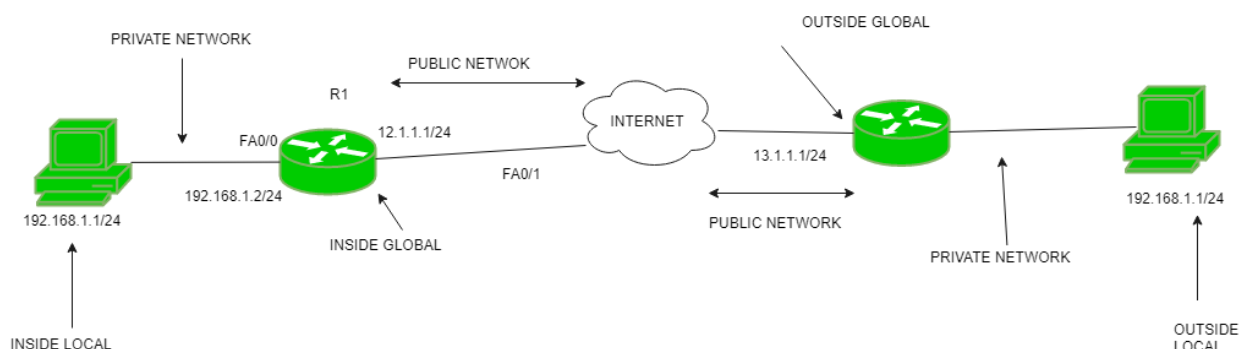 OUTSIDE GLOBAL
PRIVATE NETWORK
PUBLIC NETWOK
R1
INTERNET
12.1.1.1/24
FA0/0
13.1.1.1/24
FA0/1
192.168.1.2/24
192.168.1.1/24
192.168.1.1/24
PUBLIC NETWORK
INSIDE GLOBAL
PRIVATE NETWORK
OUTSIDE
LOCAL
INSIDE LOCAL